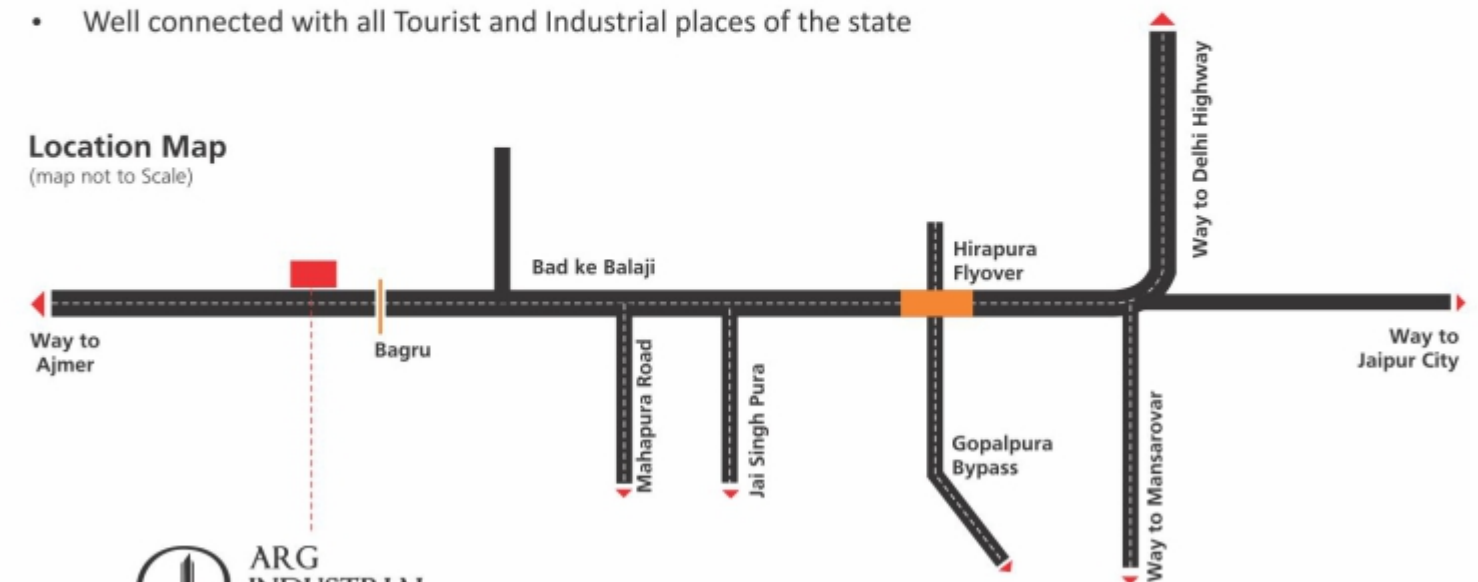 • Well connected with all Tourist and Industrial places of the state
Location Map
(map not to Scale)
Way to Delhi Highway
Hirapura
Flyover
Bad ke Balaji
Way to
Ajmer
Bagru
Way to
Jaipur City
Mahapura Road
Jai Singh Pura
Gopalpura
Bypass
Way to Mansarovar
ARG
INDUSTRIAL